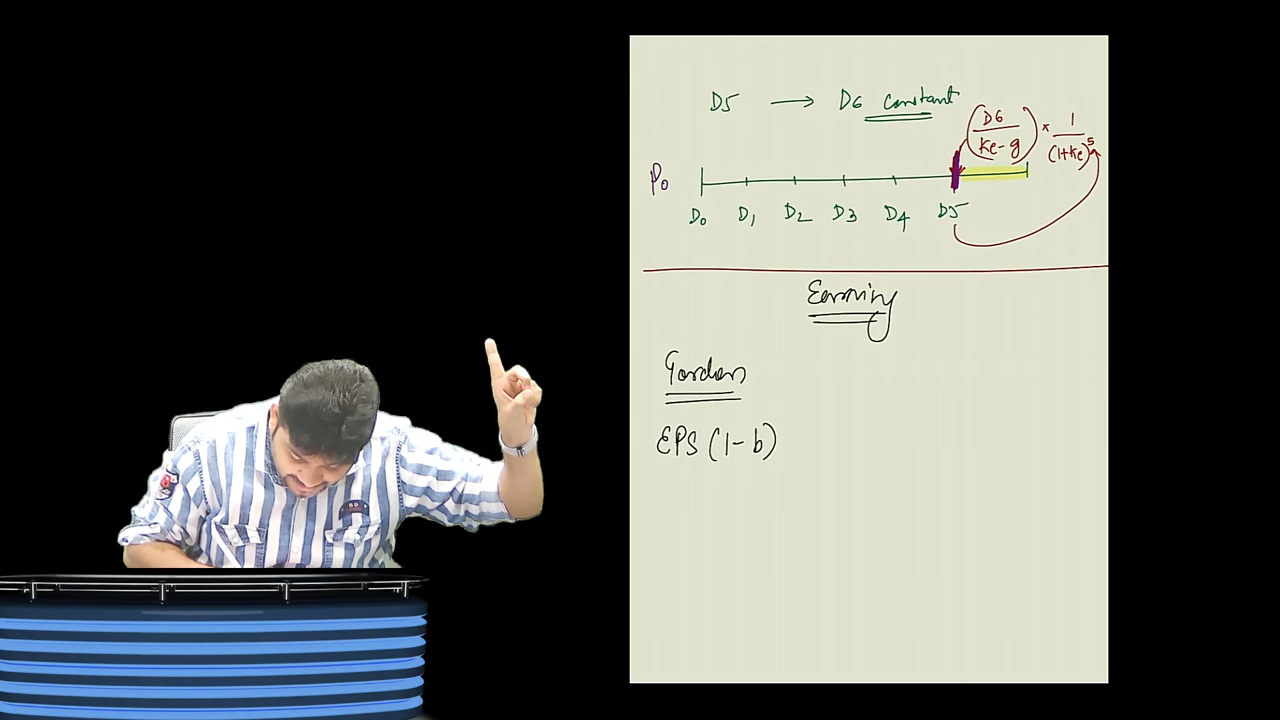 D5 → D6 constant
(D6 / Ke-g) × 1 / (1+Ke)^5
P0
D0 D1 D2 D3 D4 D5
Earning
Gordon
EPS (1-b)